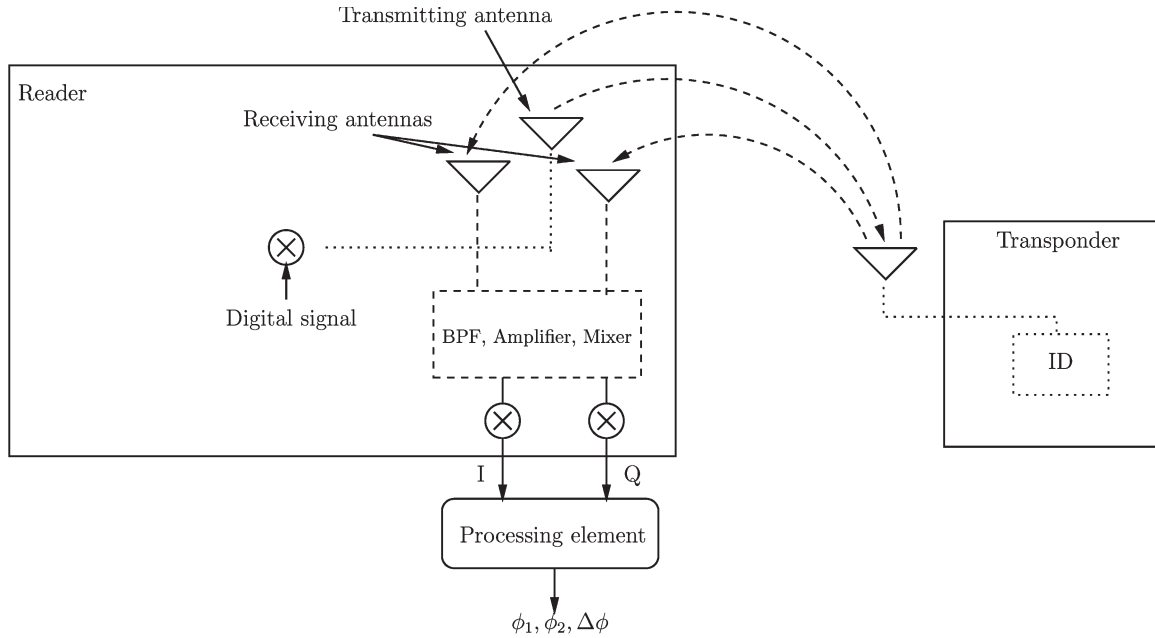 Transmitting antenna
Reader
Receiving antennas
Transponder
Digital signal
BPF, Amplifier, Mixer
ID
I
Q
Processing element
ϕ₁, ϕ₂, Δϕ